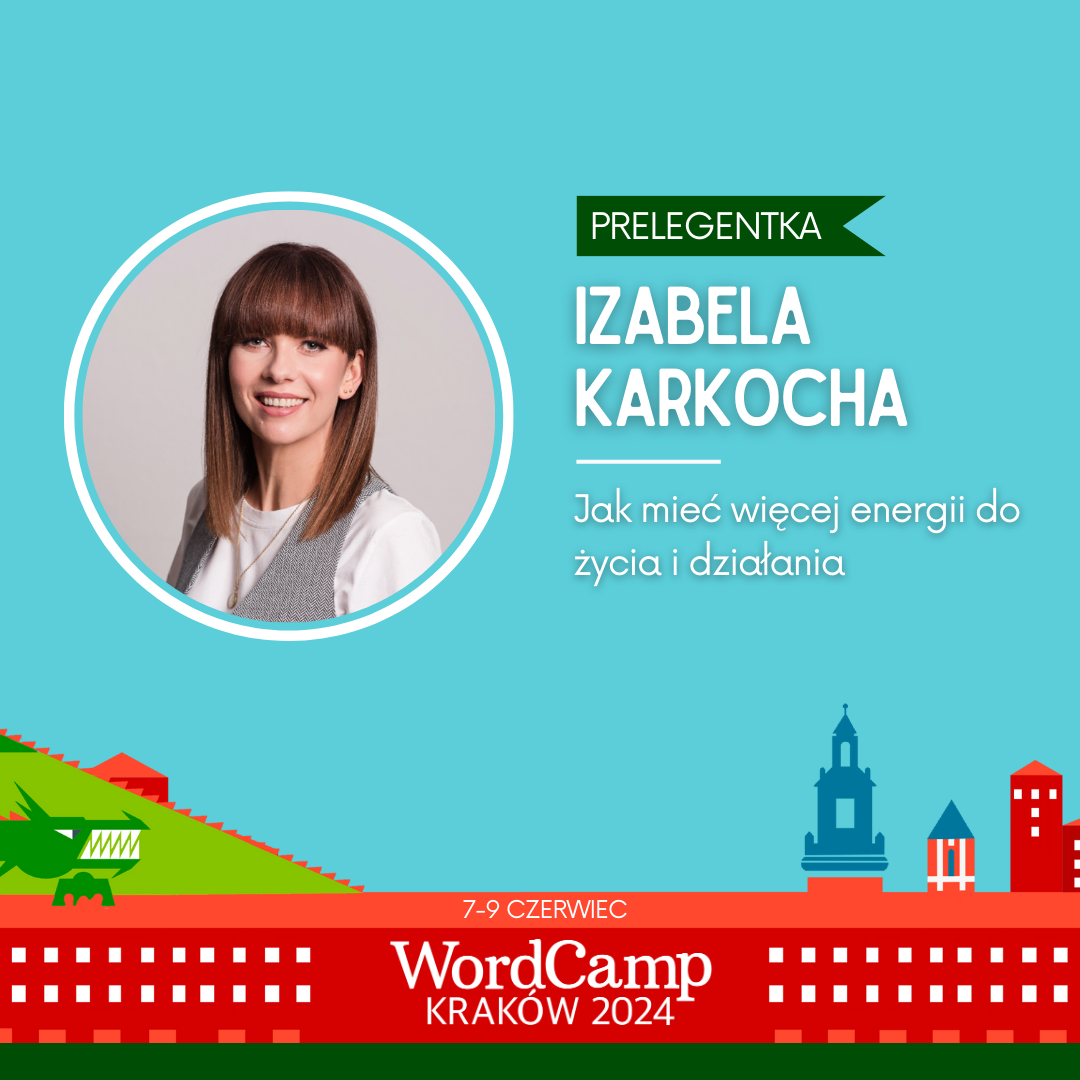 PRELEGENTKA
IZABELA
KARKOCHA
Jak mieć więcej energii do
życia i działania
7-9 CZERWIEC
WordCamp
KRAKÓW 2024